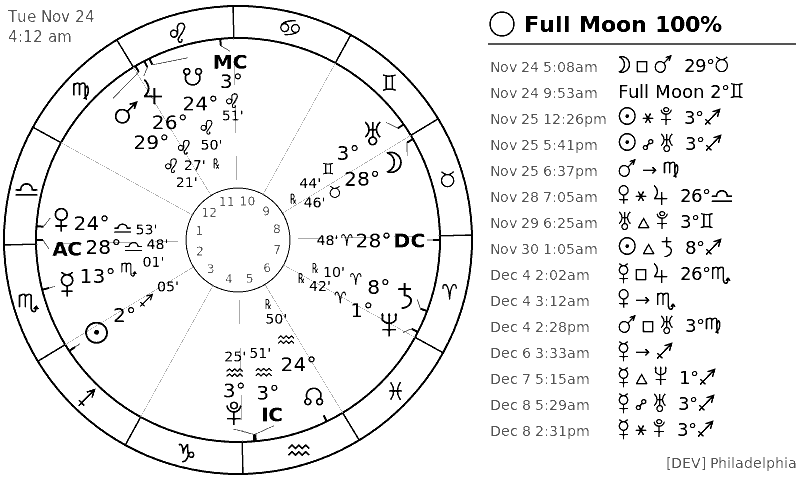 Tue Nov 24
4:12 am
Full Moon 100%
Nov 24 5:08am ☽ □ ♂ 29°♉
Nov 24 9:53am Full Moon 2°♊
Nov 25 12:26pm ☉ ⚹ ♇ 3°♐
Nov 25 5:41pm ☉ ☍ ♅ 3°♐
Nov 25 6:37pm ♂ → ♍
Nov 28 7:05am ♀ ⚹ ♃ 26°♎
Nov 29 6:25am ♅ △ ♇ 3°♊
Nov 30 1:05am ☉ △ ♄ 8°♐
Dec 4 2:02am ☿ □ ♃ 26°♏
Dec 4 3:12am ♀ → ♏
Dec 4 2:28pm ♂ □ ♅ 3°♍
Dec 6 3:33am ☿ → ♐
Dec 7 5:15am ☿ △ ♆ 1°♐
Dec 8 5:29am ☿ ☍ ♅ 3°♐
Dec 8 2:31pm ☿ ⚹ ♇ 3°♐
[DEV] Philadelphia
MC 3° ♌ 51'
☋ 24° ♌ 50' ℞
♃ 26° ♌ 27'
♂ 29° ♌ 21'
♅ 3° ♊ 44' ℞
☽ 28° ♉ 46'
♀ 24° ♎ 53'
AC 28° ♎ 48'
48' ♈ 28° DC
☿ 13° ♏ 01'
☉ 2° ♐ 05'
♄ 8° ♈ 10' ℞
♆ 1° ♈ 42' ℞
♇ 3° ♒ 25'
IC 3° ♒ 51'
☊ 24° ♒ 50' ℞
1
2
3
4
5
6
7
8
9
10
11
12
♋
♌
♍
♎
♏
♐
♑
♒
♓
♈
♉
♊